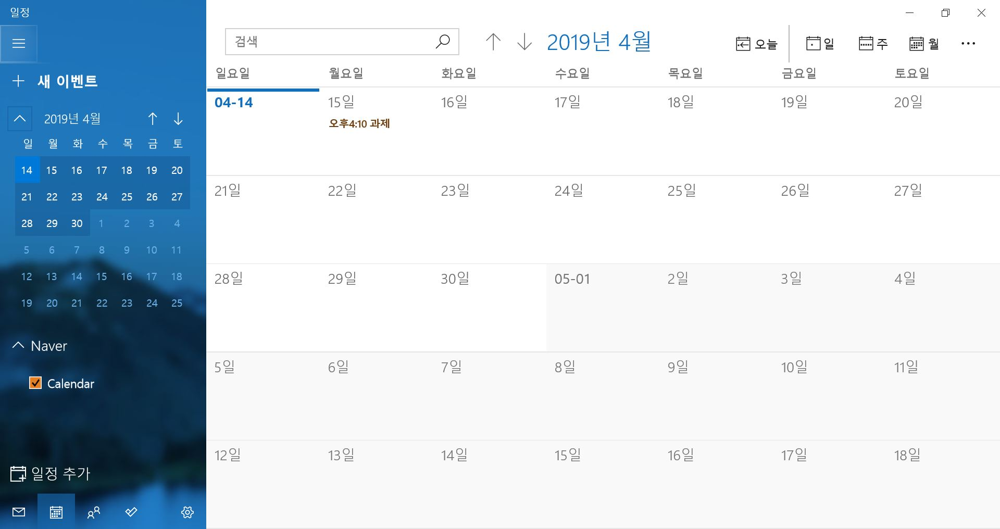 일정
새 이벤트
2019년 4월
일 월 화 수 목 금 토
14 15 16 17 18 19 20
21 22 23 24 25 26 27
28 29 30 1 2 3 4
5 6 7 8 9 10 11
12 13 14 15 16 17 18
19 20 21 22 23 24 25
Naver
Calendar
일정 추가
검색
2019년 4월
오늘 일 주 월
일요일 월요일 화요일 수요일 목요일 금요일 토요일
04-14 15일 16일 17일 18일 19일 20일
오후4:10 과제
21일 22일 23일 24일 25일 26일 27일
28일 29일 30일 05-01 2일 3일 4일
5일 6일 7일 8일 9일 10일 11일
12일 13일 14일 15일 16일 17일 18일